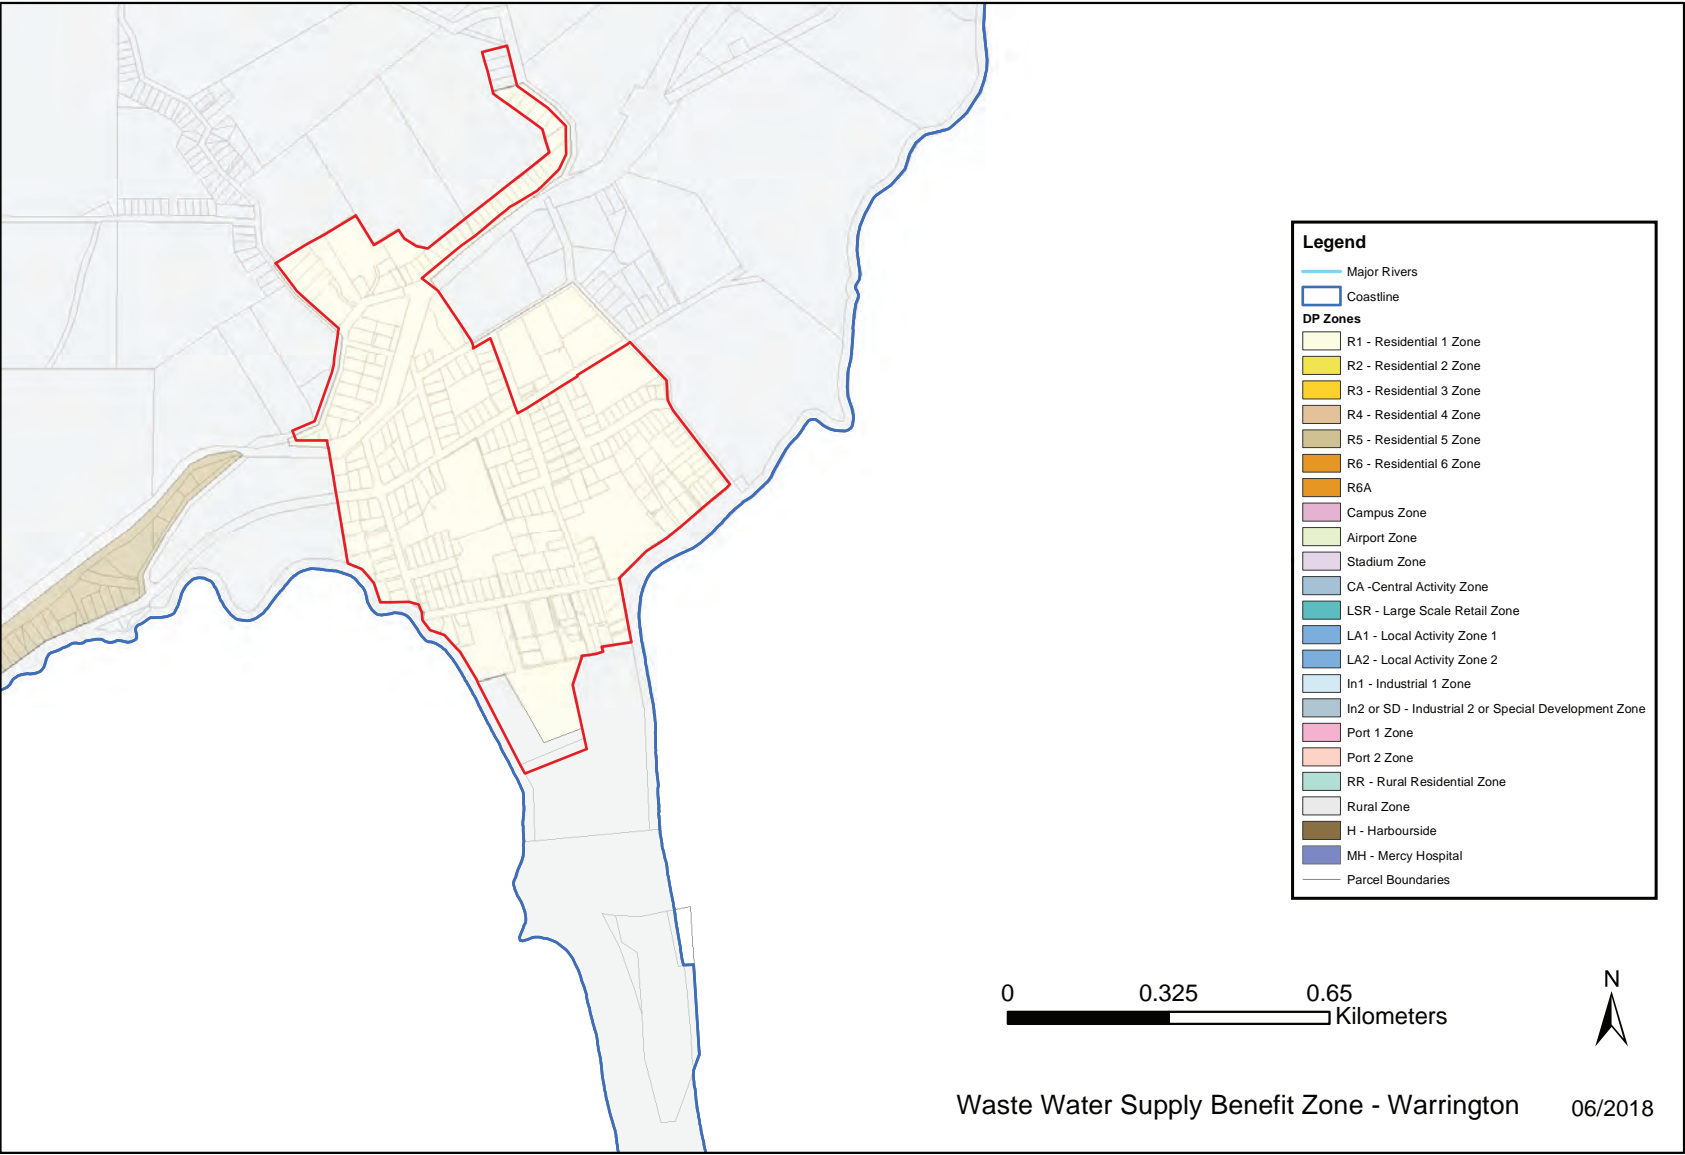 Legend
Major Rivers
Coastline
DP Zones
R1 - Residential 1 Zone
R2 - Residential 2 Zone
R3 - Residential 3 Zone
R4 - Residential 4 Zone
R5 - Residential 5 Zone
R6 - Residential 6 Zone
R6A
Campus Zone
Airport Zone
Stadium Zone
CA -Central Activity Zone
LSR - Large Scale Retail Zone
LA1 - Local Activity Zone 1
LA2 - Local Activity Zone 2
In1 - Industrial 1 Zone
In2 or SD - Industrial 2 or Special Development Zone
Port 1 Zone
Port 2 Zone
RR - Rural Residential Zone
Rural Zone
H - Harbourside
MH - Mercy Hospital
Parcel Boundaries
0 0.325 0.65
Kilometers
N
Waste Water Supply Benefit Zone - Warrington 06/2018